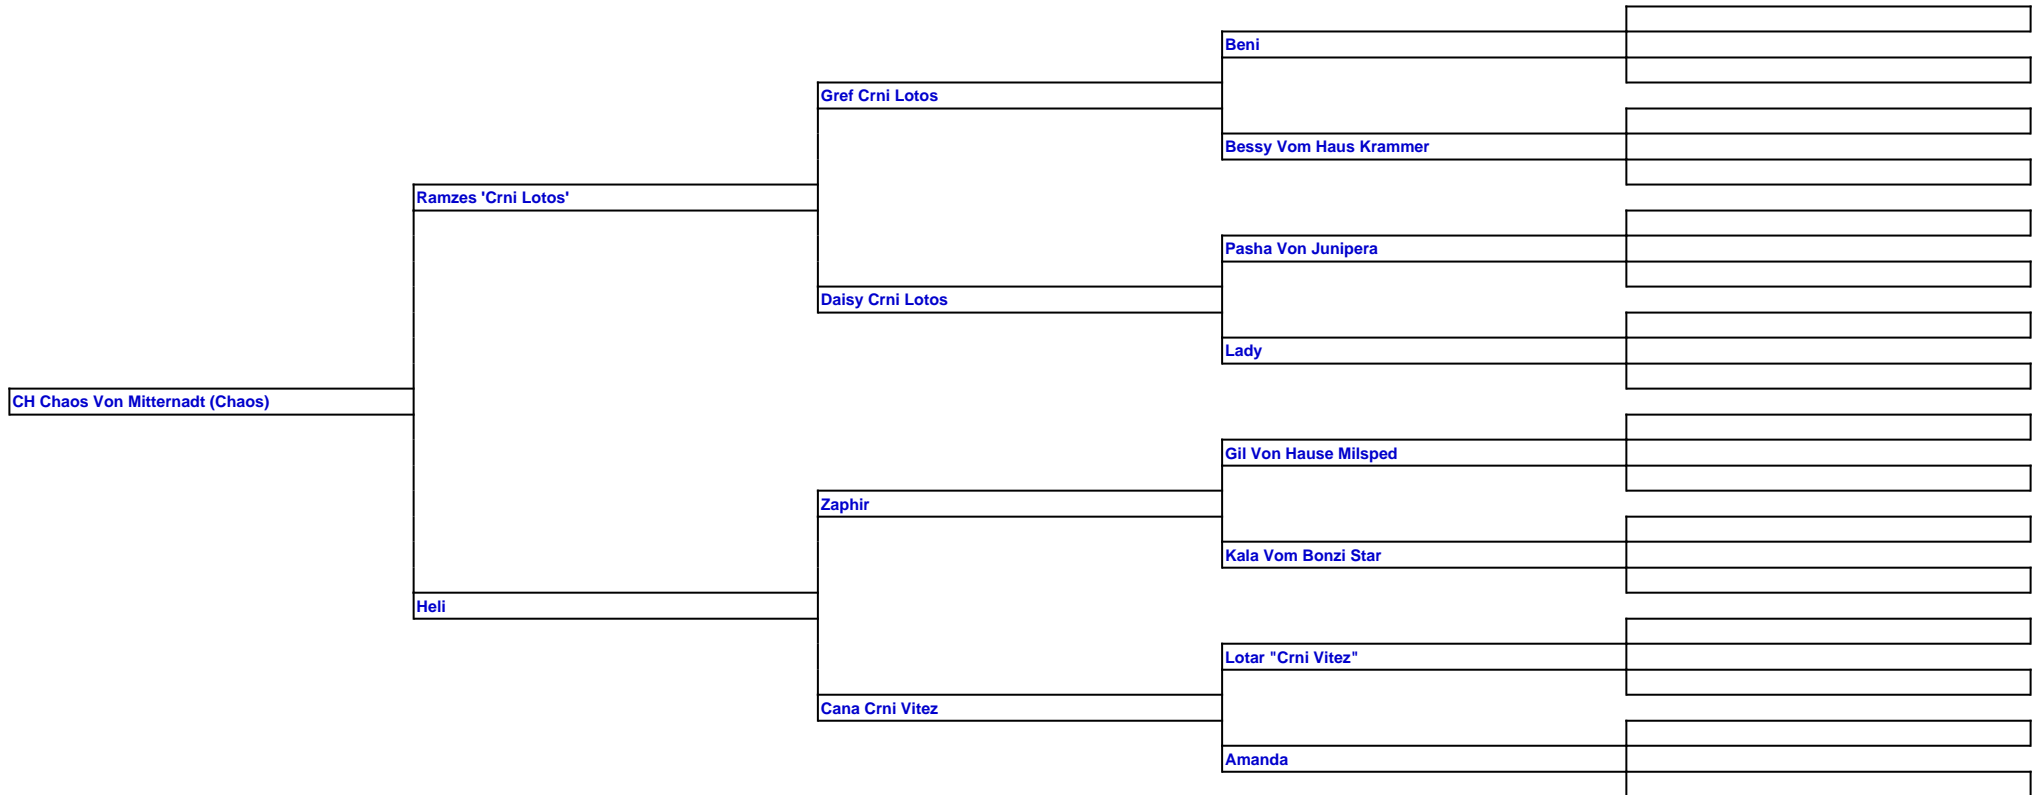 Beni
Gref Crni Lotos
Bessy Vom Haus Krammer
Ramzes 'Crni Lotos'
Pasha Von Junipera
Daisy Crni Lotos
Lady
CH Chaos Von Mitternadt (Chaos)
Gil Von Hause Milsped
Zaphir
Kala Vom Bonzi Star
Heli
Lotar "Crni Vitez"
Cana Crni Vitez
Amanda